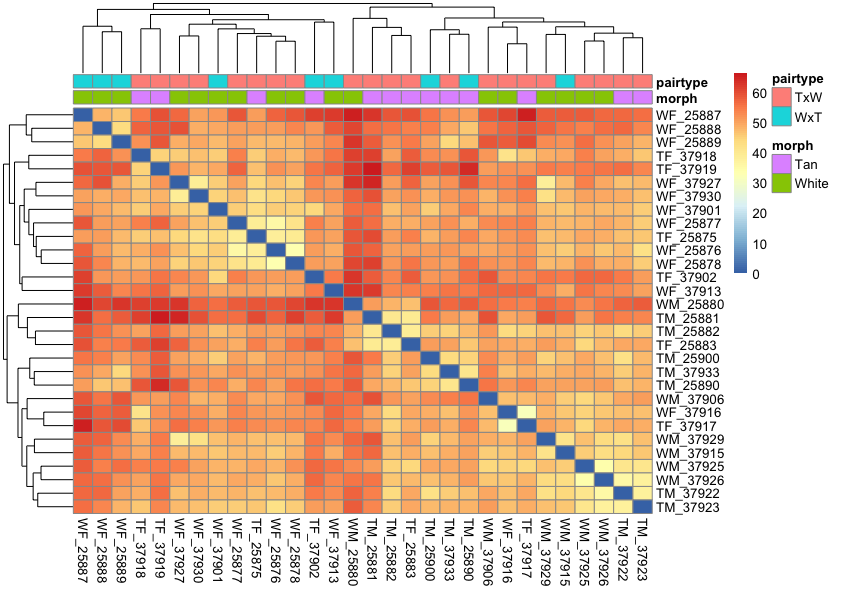 pairtype
morph
WF_25887
WF_25888
WF_25889
TF_37918
TF_37919
WF_37927
WF_37930
WF_37901
WF_25877
TF_25875
WF_25876
WF_25878
TF_37902
WF_37913
WM_25880
TM_25881
TM_25882
TF_25883
TM_25900
TM_37933
TM_25890
WM_37906
WF_37916
TF_37917
WM_37929
WM_37915
WM_37925
WM_37926
TM_37922
TM_37923
60
50
40
30
20
10
0
pairtype
TxW
WxT
morph
Tan
White
WF_25887
WF_25888
WF_25889
TF_37918
TF_37919
WF_37927
WF_37930
WF_37901
WF_25877
TF_25875
WF_25876
WF_25878
TF_37902
WF_37913
WM_25880
TM_25881
TM_25882
TF_25883
TM_25900
TM_37933
TM_25890
WM_37906
WF_37916
TF_37917
WM_37929
WM_37915
WM_37925
WM_37926
TM_37922
TM_37923